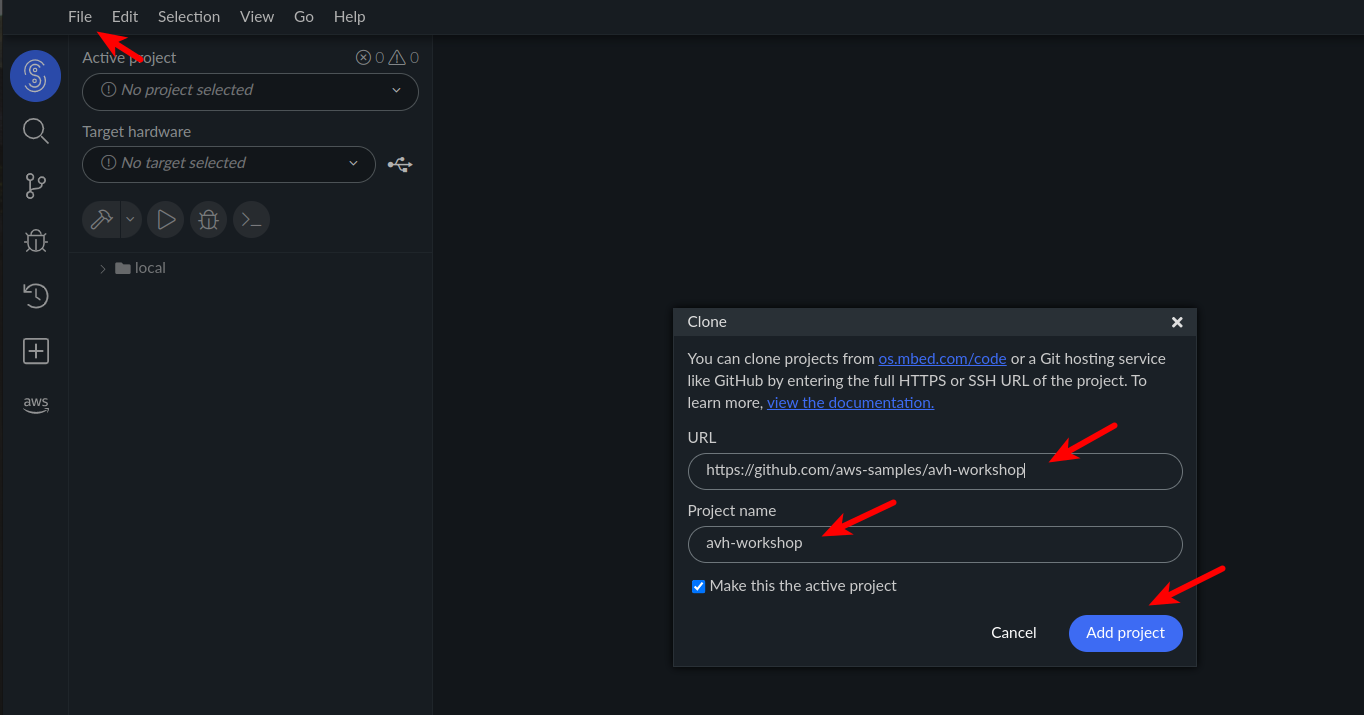 File Edit Selection View Go Help
Active project 0 0
No project selected
Target hardware
No target selected
local
aws
Clone
You can clone projects from os.mbed.com/code or a Git hosting service
like GitHub by entering the full HTTPS or SSH URL of the project. To
learn more, view the documentation.
URL
https://github.com/aws-samples/avh-workshop
Project name
avh-workshop
Make this the active project
Cancel Add project